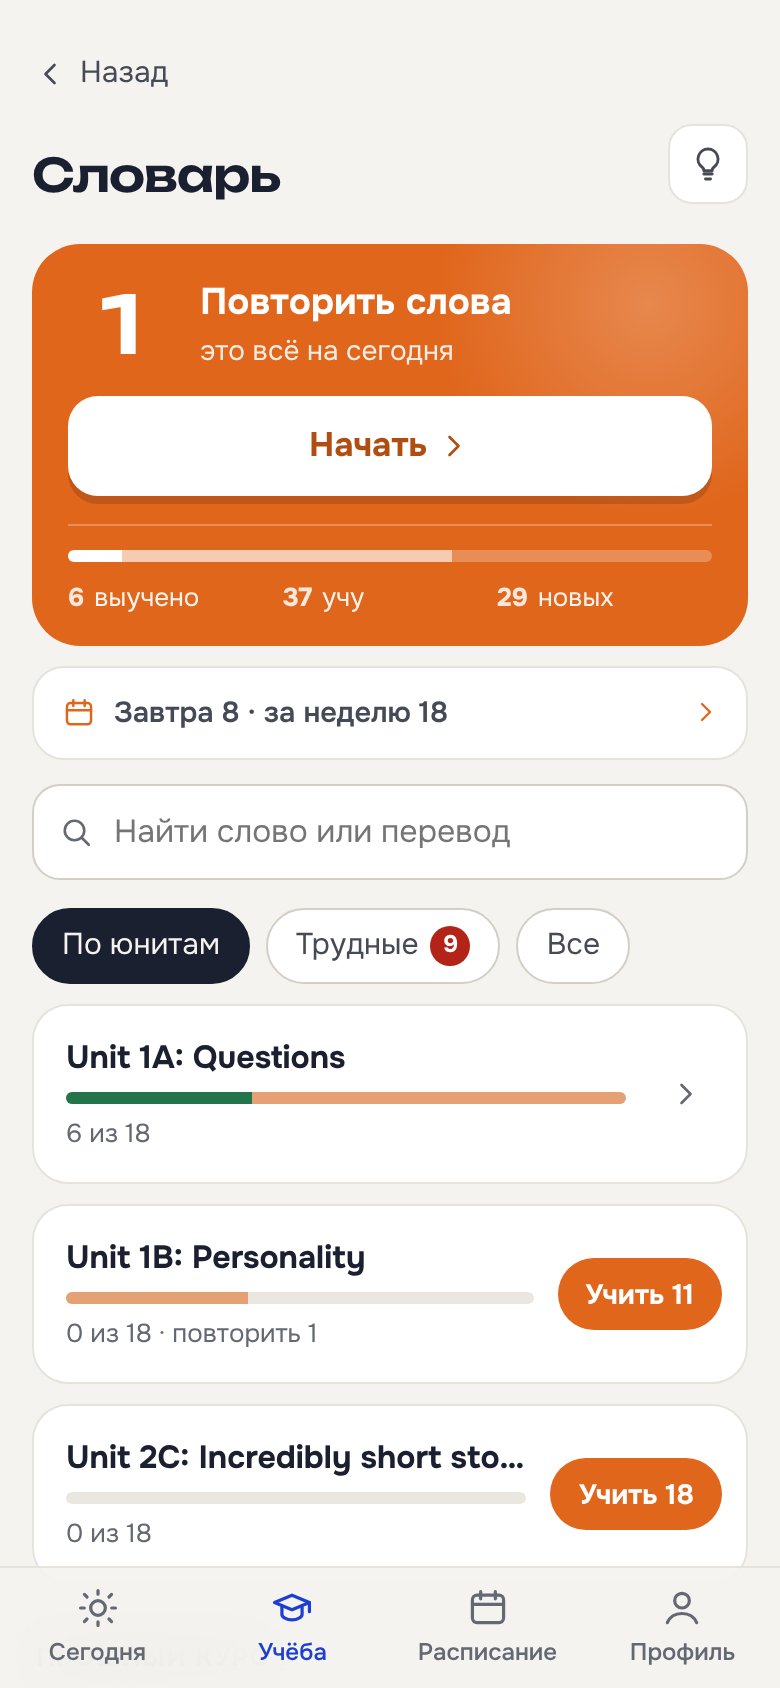 Назад
Словарь
1
Повторить слова
это всё на сегодня
Начать
6 выучено 37 учу 29 новых
Завтра 8 · за неделю 18
Найти слово или перевод
По юнитам Трудные 9 Все
Unit 1A: Questions
6 из 18
Unit 1B: Personality
0 из 18 · повторить 1
Учить 11
Unit 2C: Incredibly short sto...
0 из 18
Учить 18
Сегодня Учёба Расписание Профиль